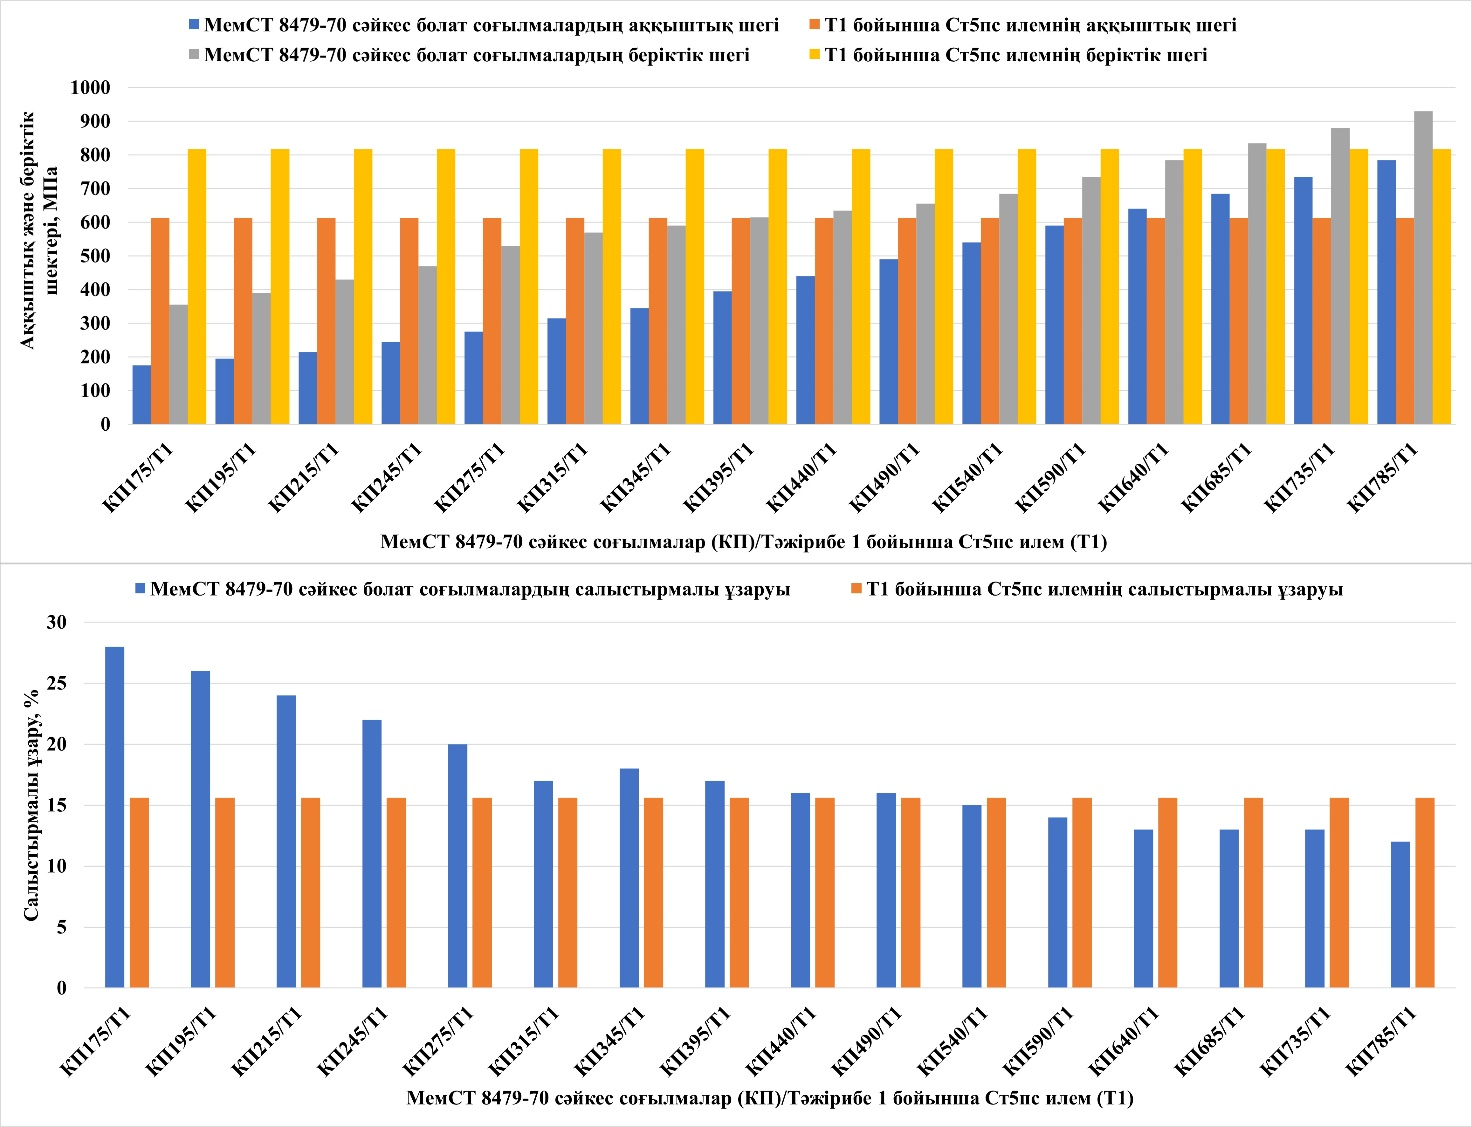 МемСТ 8479-70 сәйкес болат соғылмалардың аққыштық шегі
Т1 бойынша Ст5пс илемнің аққыштық шегі
МемСТ 8479-70 сәйкес болат соғылмалардың беріктік шегі
Т1 бойынша Ст5пс илемнің беріктік шегі
Аққыштық және беріктік
шектері, МПа
1000
900
800
700
600
500
400
300
200
100
0
КП175/Т1
КП195/Т1
КП215/Т1
КП245/Т1
КП275/Т1
КП315/Т1
КП345/Т1
КП395/Т1
КП440/Т1
КП490/Т1
КП540/Т1
КП590/Т1
КП640/Т1
КП685/Т1
КП735/Т1
КП785/Т1
МемСТ 8479-70 сәйкес соғылмалар (КП)/Тәжірибе 1 бойынша Ст5пс илем (Т1)
МемСТ 8479-70 сәйкес болат соғылмалардың салыстырмалы ұзаруы
Т1 бойынша Ст5пс илемнің салыстырмалы ұзаруы
Салыстырмалы ұзару, %
30
25
20
15
10
5
0
КП175/Т1
КП195/Т1
КП215/Т1
КП245/Т1
КП275/Т1
КП315/Т1
КП345/Т1
КП395/Т1
КП440/Т1
КП490/Т1
КП540/Т1
КП590/Т1
КП640/Т1
КП685/Т1
КП735/Т1
КП785/Т1
МемСТ 8479-70 сәйкес соғылмалар (КП)/Тәжірибе 1 бойынша Ст5пс илем (Т1)